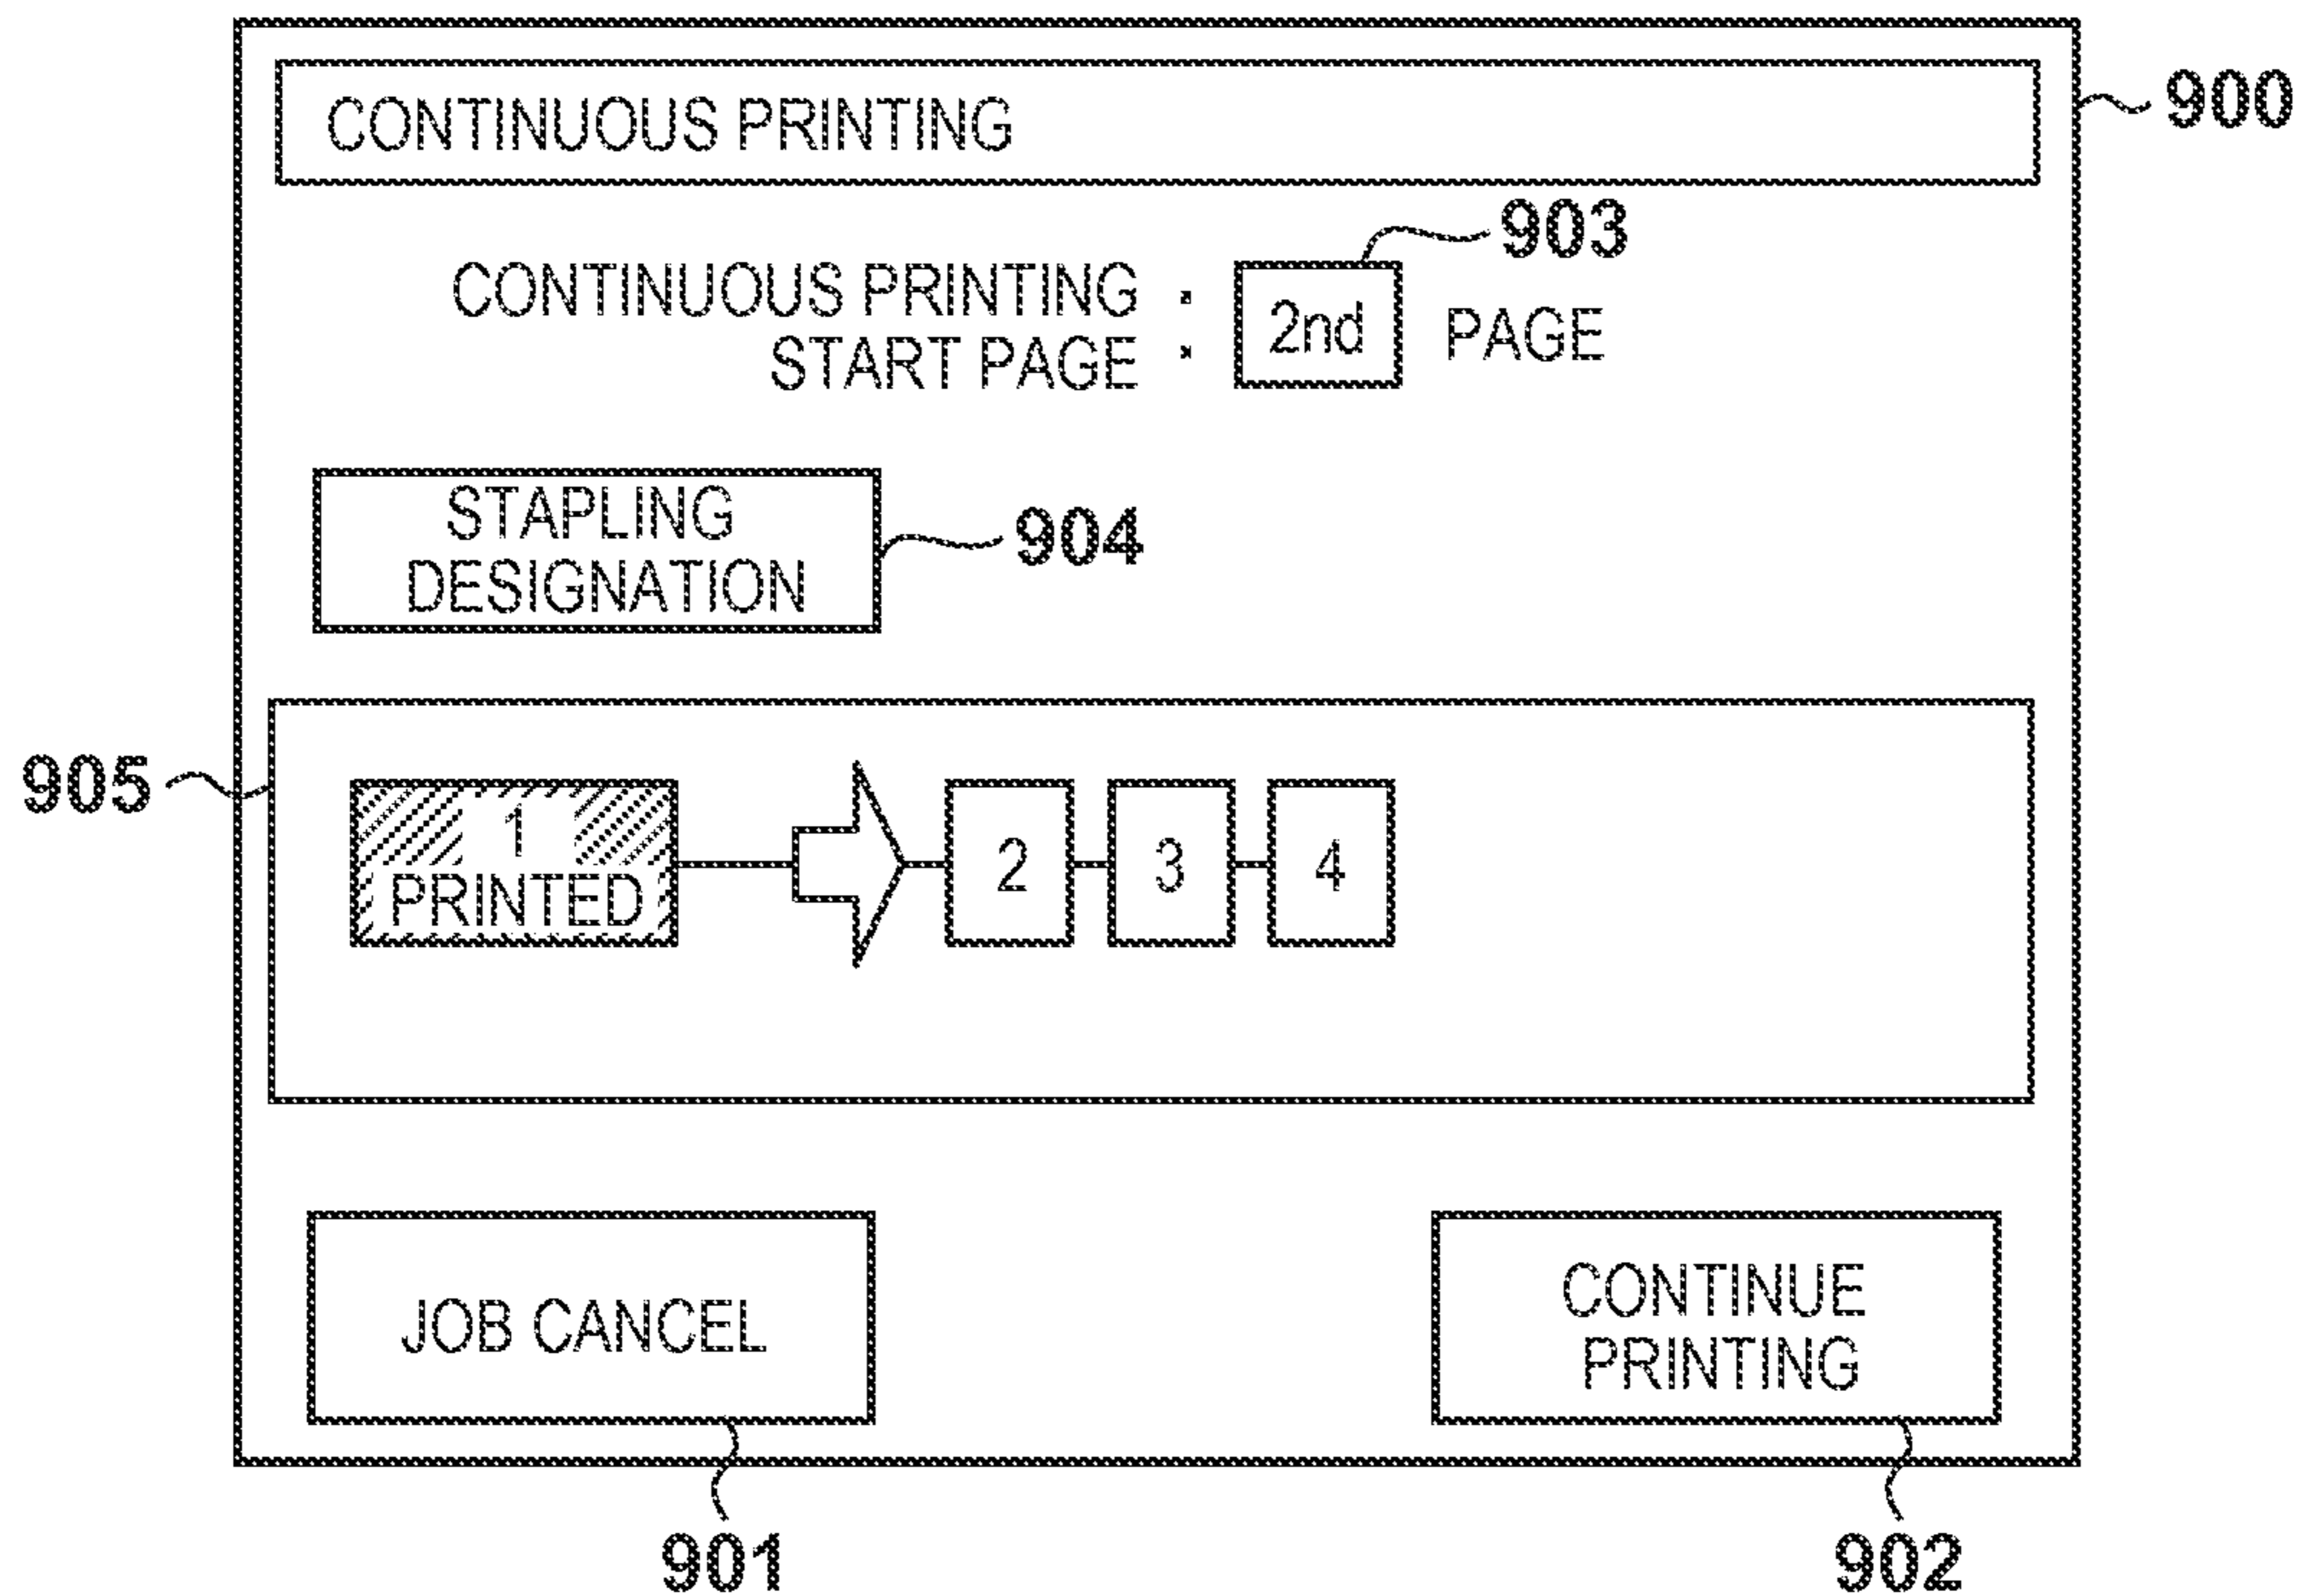 CONTINUOUS PRINTING
900
903
CONTINUOUS PRINTING
START PAGE
:
2nd
PAGE
STAPLING
DESIGNATION
904
905
1
PRINTED
2
3
4
JOB CANCEL
CONTINUE
PRINTING
901
902